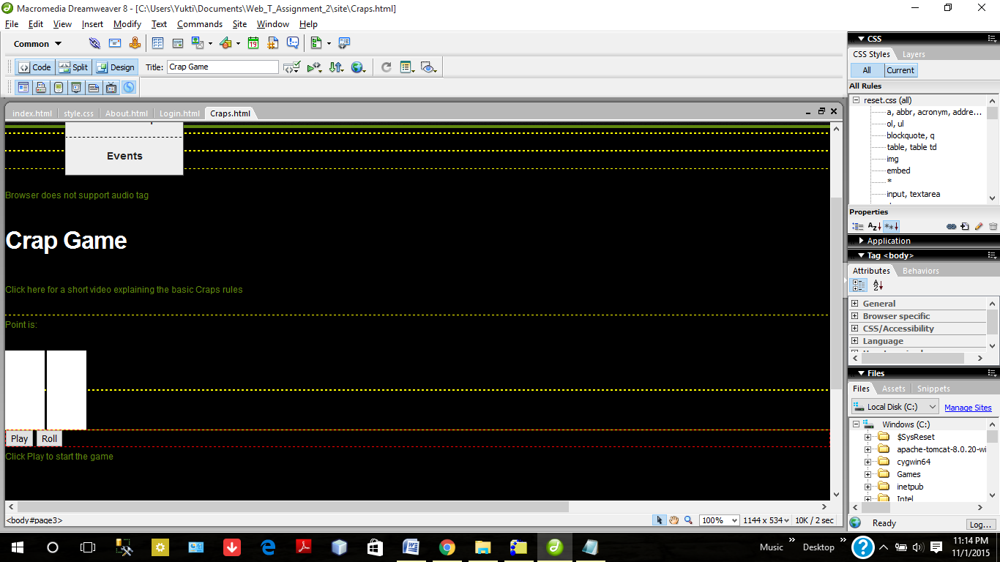 Macromedia Dreamweaver 8 - [C:\Users\Yukti\Documents\Web_T_Assignment_2\site\Craps.html]
File Edit View Insert Modify Text Commands Site Window Help
Common
Code Split Design Title: Crap Game
index.html style.css About.html Login.html Craps.html
Events
Browser does not support audio tag
Crap Game
Click here for a short video explaining the basic Craps rules
Point is:
Play Roll
Click Play to start the game
<body#page3> 100% 1144 x 534 10K / 2 sec
CSS
CSS Styles Layers
All Current
All Rules
reset.css (all)
a, abbr, acronym, addre...
ol, ul
blockquote, q
table, table td
img
embed
*
input, textarea
Properties
Application
Tag <body>
Attributes Behaviors
General
Browser specific
CSS/Accessibility
Language
Files
Files Assets Snippets
Local Disk (C:) Manage Sites
Windows (C:)
$SysReset
apache-tomcat-8.0.20-wi
cygwin64
Games
inetpub
Intel
Ready Log...
Music Desktop
11:14 PM
11/1/2015